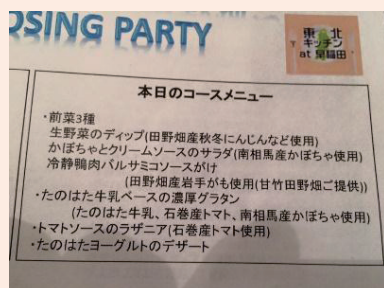 OSING PARTY
東北
キッチン
at 早稲田
本日のコースメニュー
・前菜3種
生野菜のディップ(田野畑産秋冬にんじんなど使用)
かぼちゃとクリームソースのサラダ(南相馬産かぼちゃ使用)
冷静鴨肉バルサミコソースがけ
(田野畑産岩手がも使用(甘竹田野畑ご提供))
・たのはた牛乳ベースの濃厚グラタン
(たのはた牛乳、石巻産トマト、南相馬産かぼちゃ使用)
・トマトソースのラザニア(石巻産トマト使用)
・たのはたヨーグルトのデザート